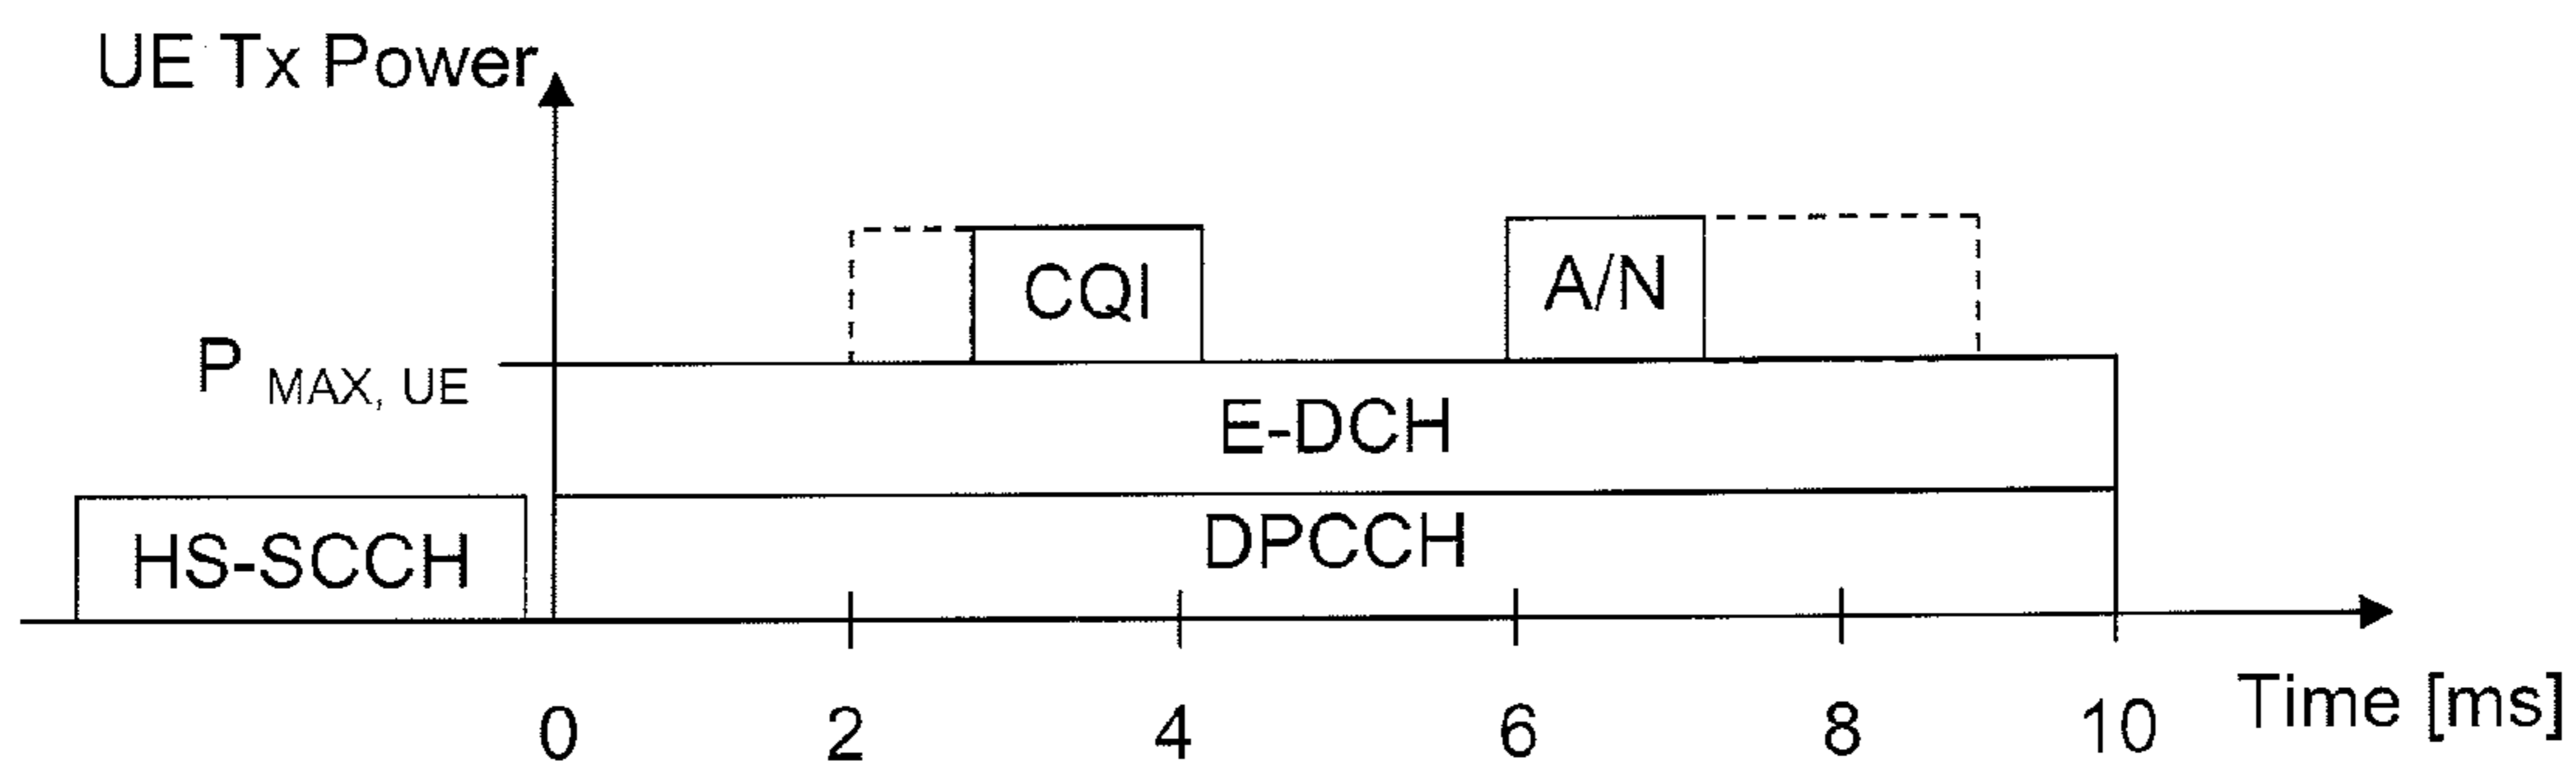 UE Tx Power
CQI
A/N
P MAX, UE
E-DCH
DPCCH
HS-SCCH
0 2 4 6 8 10 Time [ms]